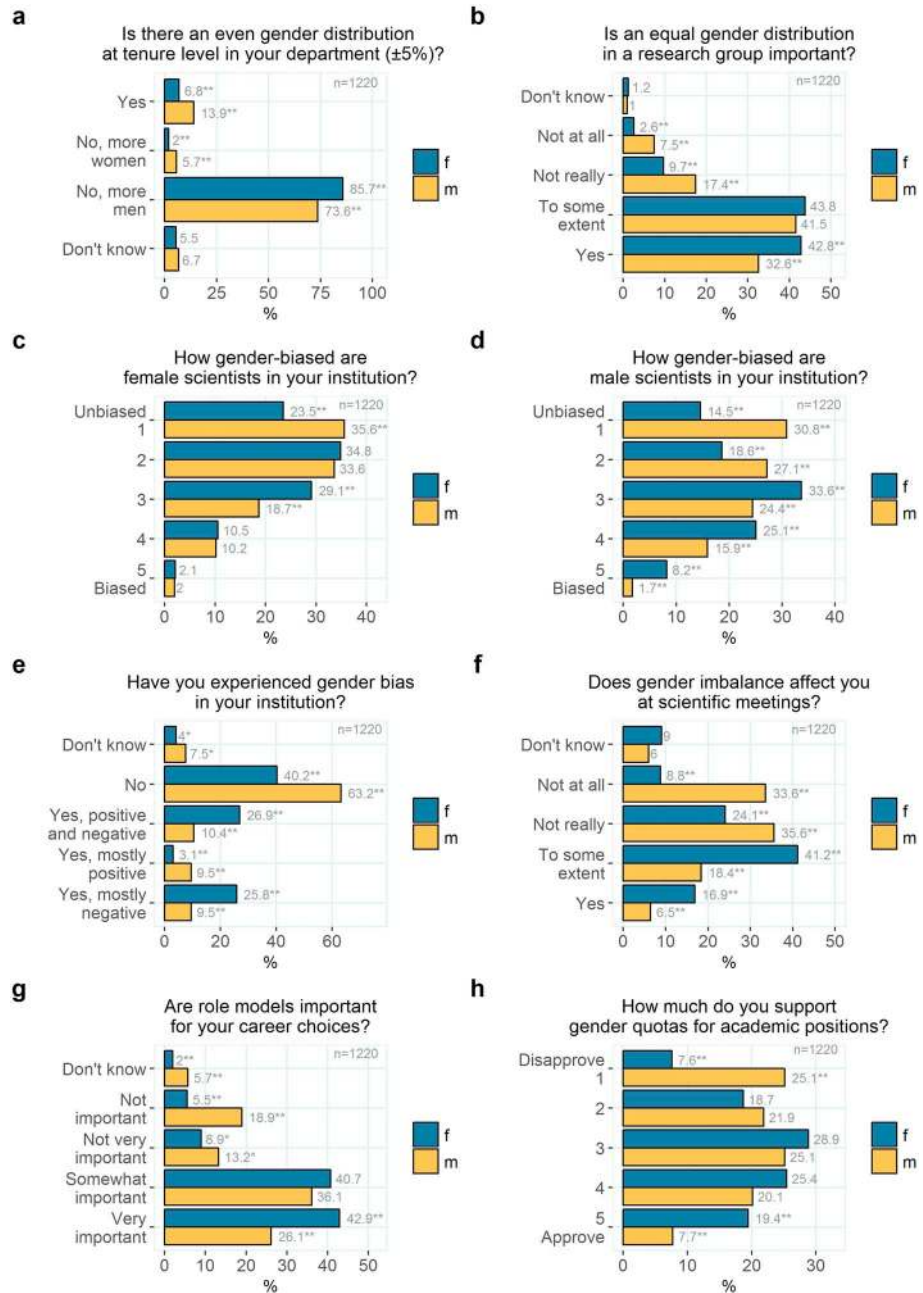 a
Is there an even gender distribution
at tenure level in your department (±5%)?
n=1220
Yes
6.8**
13.9**
No, more
women
2**
5.7**
No, more
men
85.7**
73.6**
Don't know
5.5
6.7
0 25 50 75 100
%
f
m
b
Is an equal gender distribution
in a research group important?
n=1220
Don't know
1.2
1
Not at all
2.6**
7.5**
Not really
9.7**
17.4**
To some
extent
43.8
41.5
Yes
42.8**
32.6**
0 10 20 30 40 50
%
f
m
c
How gender-biased are
female scientists in your institution?
n=1220
Unbiased
1
23.5**
35.6**
2
34.8
33.6
3
29.1**
18.7**
4
10.5
10.2
5
Biased
2.1
2
0 10 20 30 40
%
f
m
d
How gender-biased are
male scientists in your institution?
n=1220
Unbiased
1
14.5**
30.8**
2
18.6**
27.1**
3
33.6**
24.4**
4
25.1**
15.9**
5
Biased
8.2**
1.7**
0 10 20 30 40
%
f
m
e
Have you experienced gender bias
in your institution?
n=1220
Don't know
4*
7.5*
No
40.2**
63.2**
Yes, positive
and negative
26.9**
10.4**
Yes, mostly
positive
3.1**
9.5**
Yes, mostly
negative
25.8**
9.5**
0 20 40 60
%
f
m
f
Does gender imbalance affect you
at scientific meetings?
n=1220
Don't know
9
6
Not at all
8.8**
33.6**
Not really
24.1**
35.6**
To some
extent
41.2**
18.4**
Yes
16.9**
6.5**
0 10 20 30 40 50
%
f
m
g
Are role models important
for your career choices?
n=1220
Don't know
2**
5.7**
Not
important
5.5**
18.9**
Not very
important
8.9*
13.2*
Somewhat
important
40.7
36.1
Very
important
42.9**
26.1**
0 10 20 30 40 50
%
f
m
h
How much do you support
gender quotas for academic positions?
n=1220
Disapprove
1
7.6**
25.1**
2
18.7
21.9
3
28.9
25.1
4
25.4
20.1
5
Approve
19.4**
7.7**
0 10 20 30
%
f
m